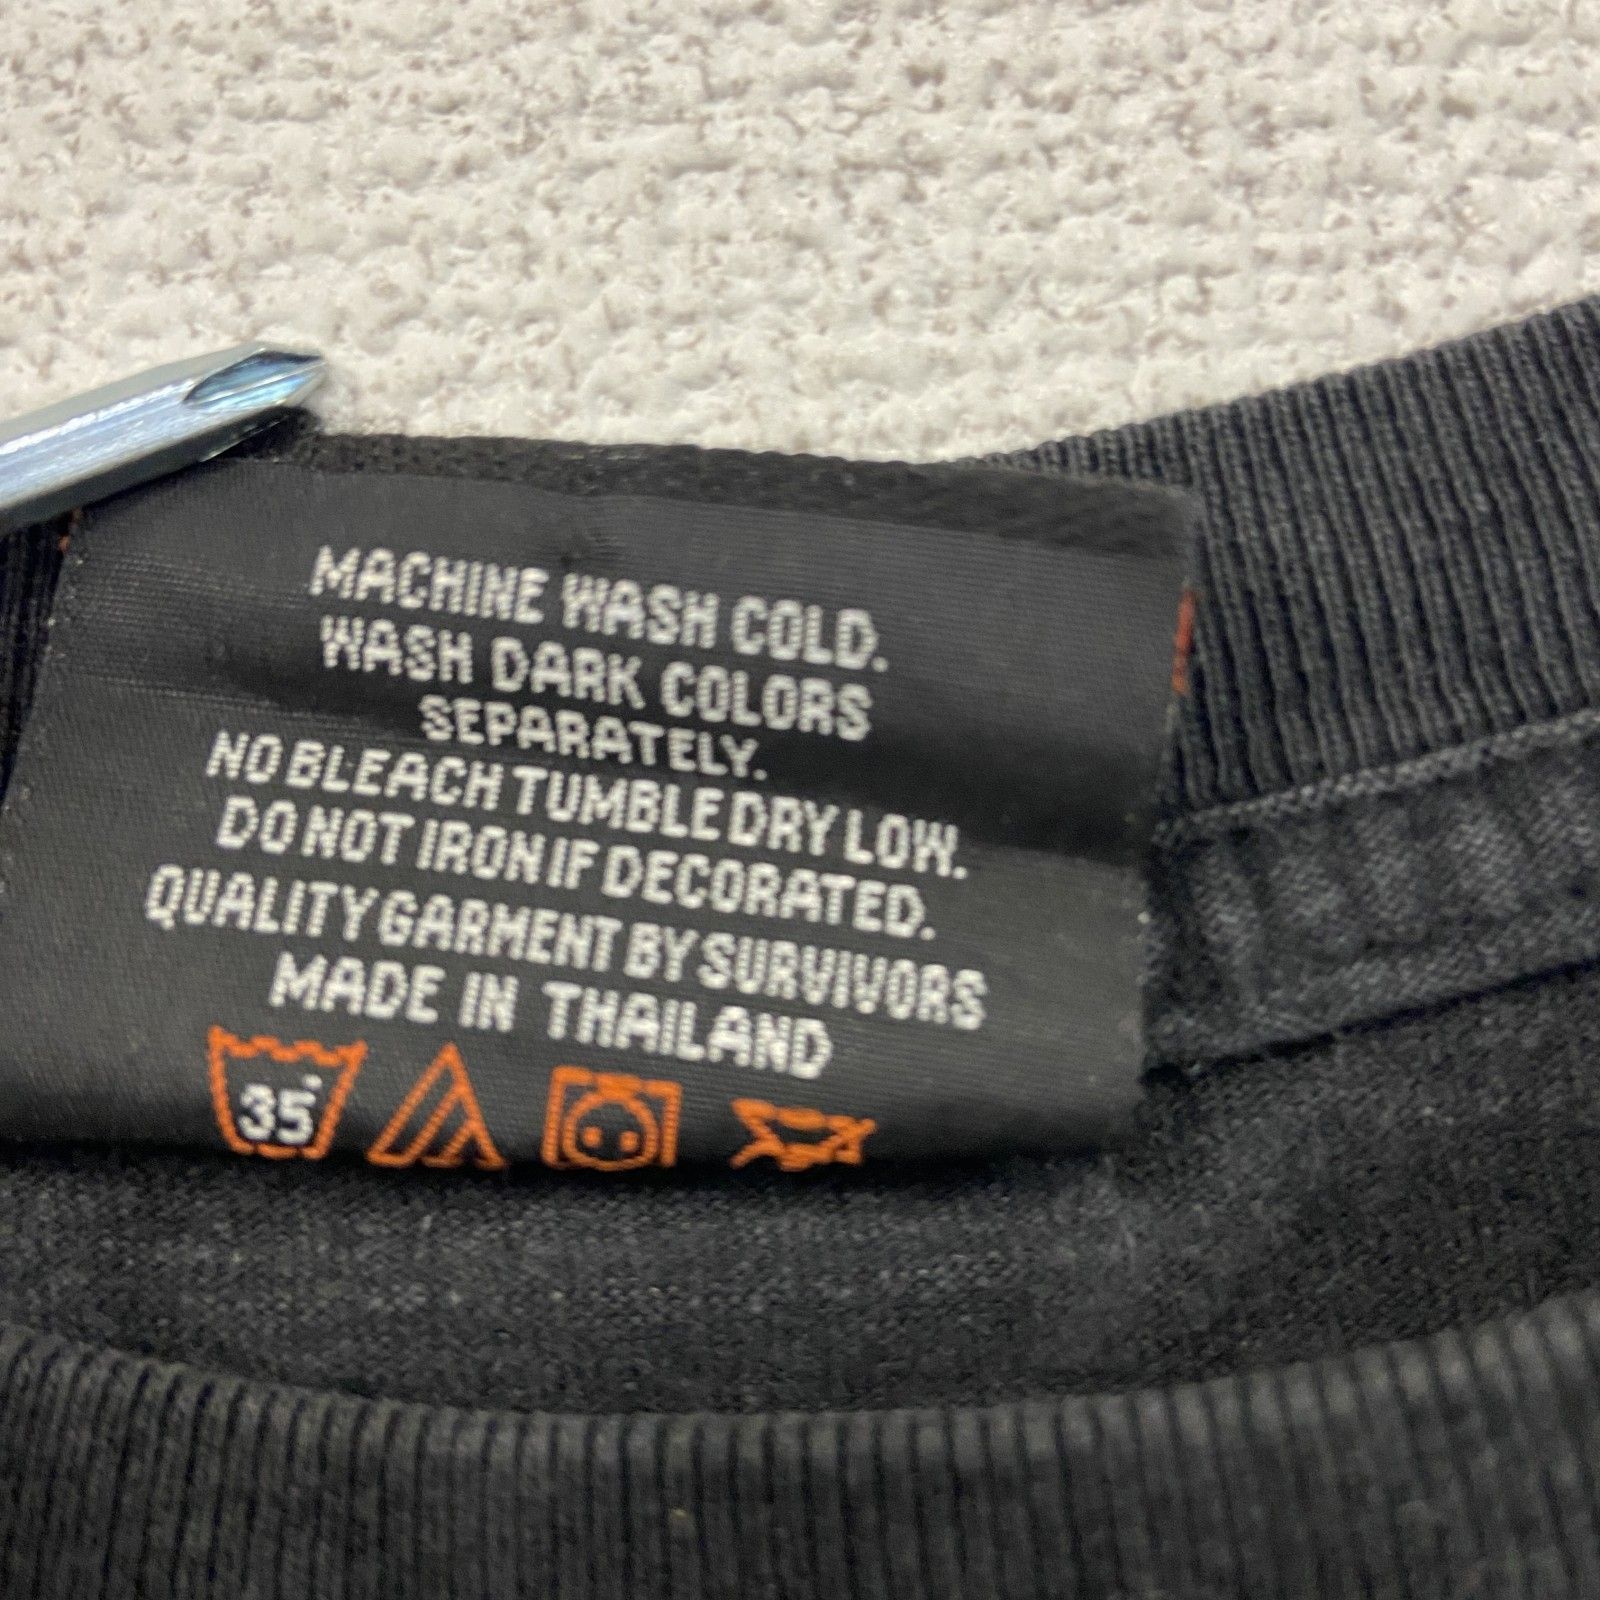 MACHINE WASH COLD.
WASH DARK COLORS
SEPARATELY.
NO BLEACH TUMBLE DRY LOW.
DO NOT IRON IF DECORATED.
QUALITY GARMENT BY SURVIVORS
MADE IN THAILAND
35°